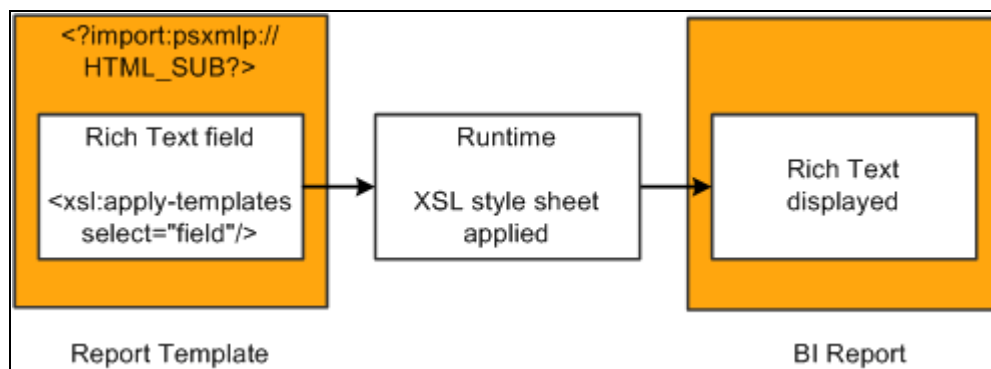 <?import:psxmlp://
HTML_SUB?>
Rich Text field
<xsl:apply-templates
select="field"/>
Runtime
XSL style sheet
applied
Rich Text
displayed
Report Template
BI Report